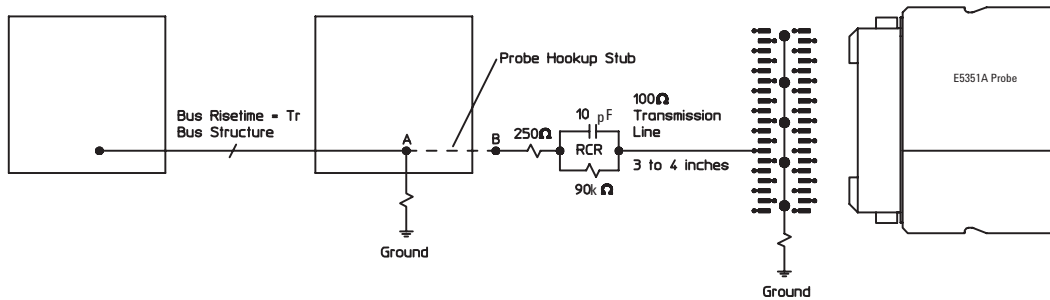 Probe Hookup Stub
Bus Risetime = Tr
Bus Structure
A
B
250Ω
10 pF
RCR
90kΩ
100Ω
Transmission
Line
3 to 4 inches
Ground
Ground
E5351A Probe